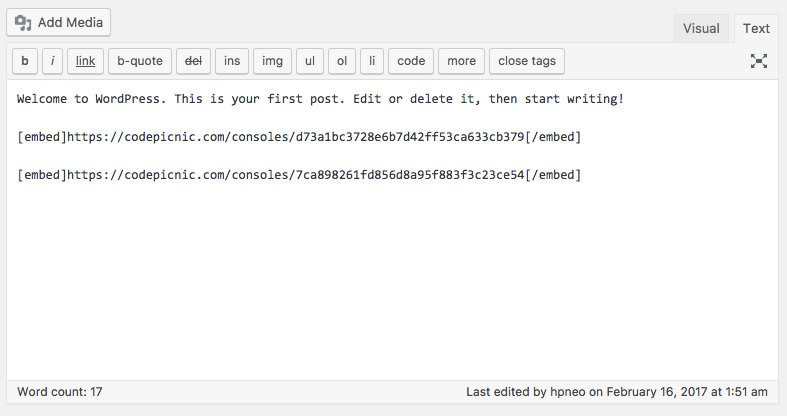 Add Media
Visual
Text
b
i
link
b-quote
del
ins
img
ul
ol
li
code
more
close tags
Welcome to WordPress. This is your first post. Edit or delete it, then start writing!
[embed]https://codepicnic.com/consoles/d73a1bc3728e6b7d42ff53ca633cb379[/embed]
[embed]https://codepicnic.com/consoles/7ca898261fd856d8a95f883f3c23ce54[/embed]
Word count: 17
Last edited by hpneo on February 16, 2017 at 1:51 am